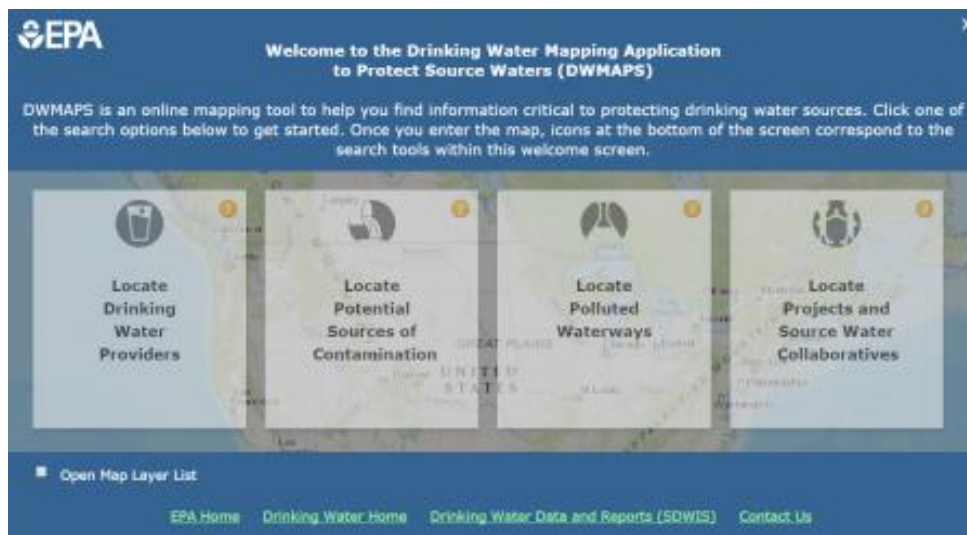 EPA
Welcome to the Drinking Water Mapping Application
to Protect Source Waters (DWMAPS)
DWMAPS is an online mapping tool to help you find information critical to protecting drinking water sources. Click one of
the search options below to get started. Once you enter the map, icons at the bottom of the screen correspond to the
search tools within this welcome screen.
Locate
Drinking
Water
Providers
Locate
Potential
Sources of
Contamination
Locate
Polluted
Waterways
Locate
Projects and
Source Water
Collaboratives
GREAT PLAINS
UNITED
STATES
Open Map Layer List
EPA Home Drinking Water Home Drinking Water Data and Reports (SDWIS) Contact Us